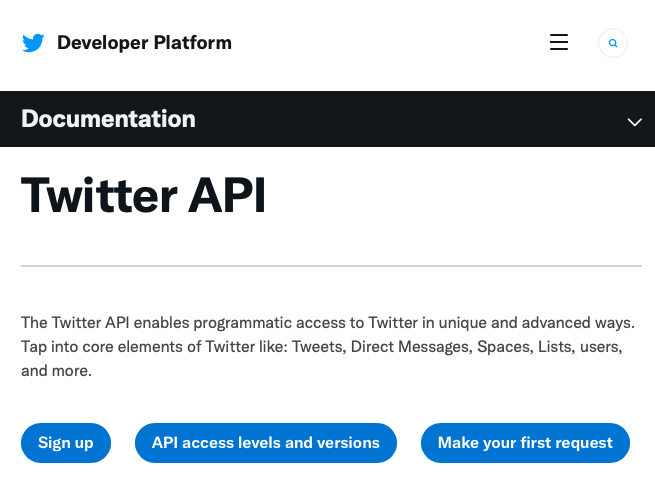 Developer Platform
Documentation
Twitter API
The Twitter API enables programmatic access to Twitter in unique and advanced ways.
Tap into core elements of Twitter like: Tweets, Direct Messages, Spaces, Lists, users,
and more.
Sign up
API access levels and versions
Make your first request